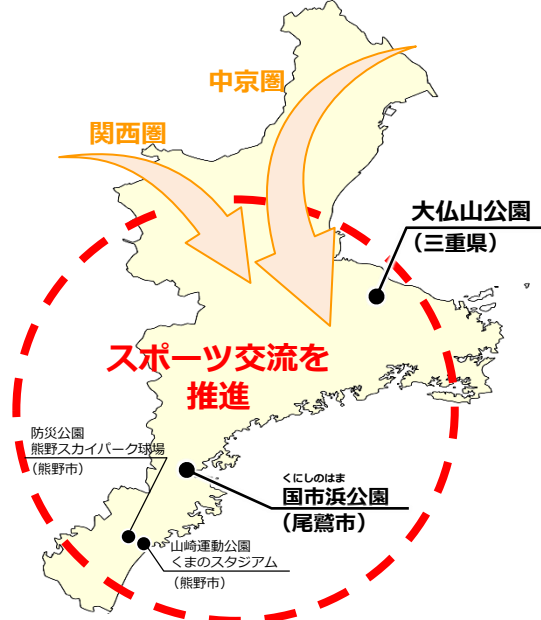 中京圏
関西圏
大仏山公園
（三重県）
スポーツ交流を
推進
防災公園
熊野スカイパーク球場
（熊野市）
くにしのはま
国市浜公園
（尾鷲市）
山崎運動公園
くまのスタジアム
（熊野市）